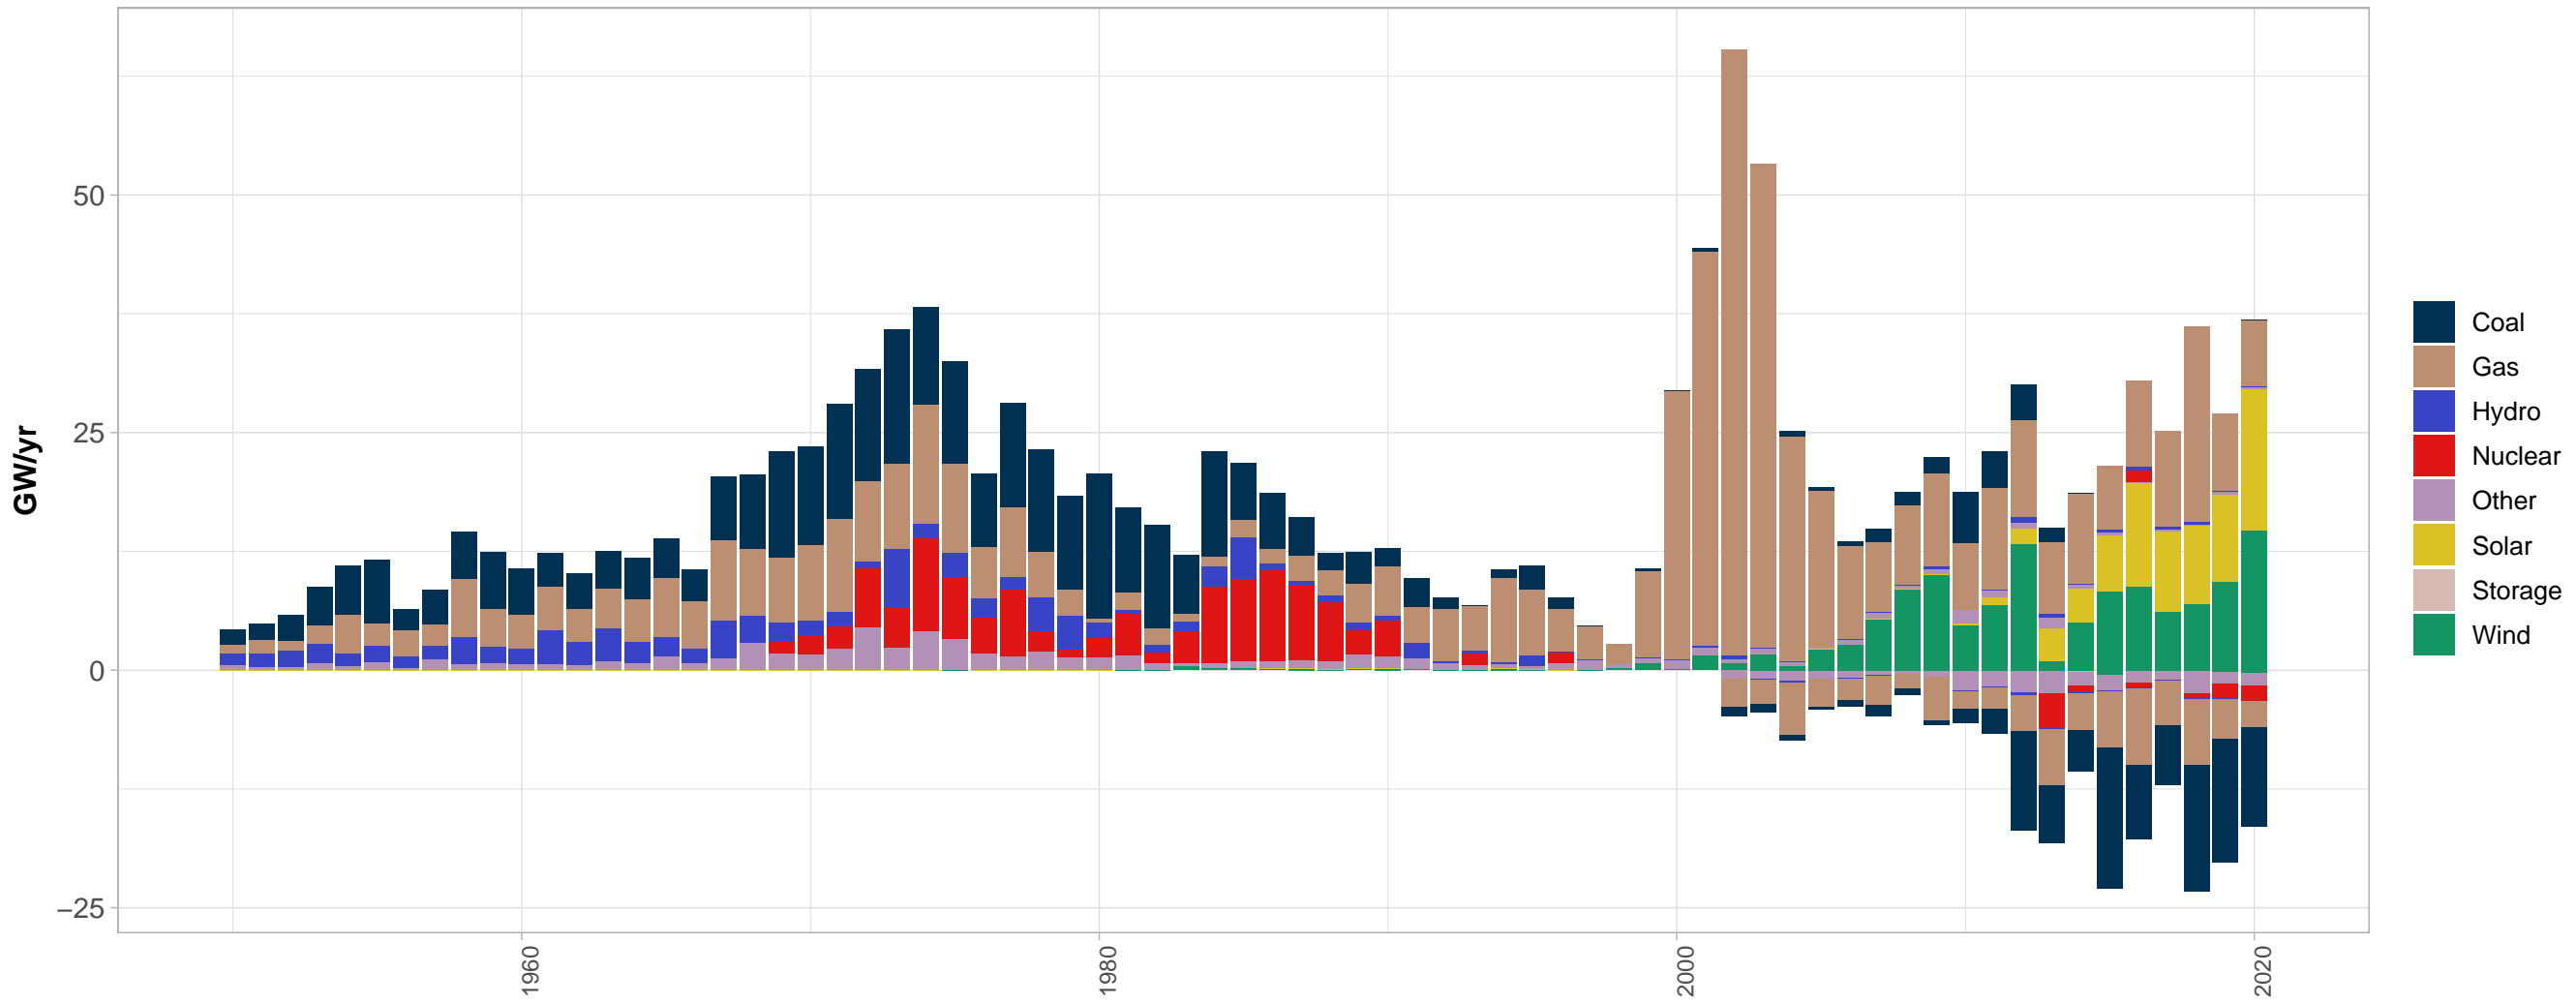 GW/yr
50
25
0
−25
1960
1980
2000
2020
Coal
Gas
Hydro
Nuclear
Other
Solar
Storage
Wind